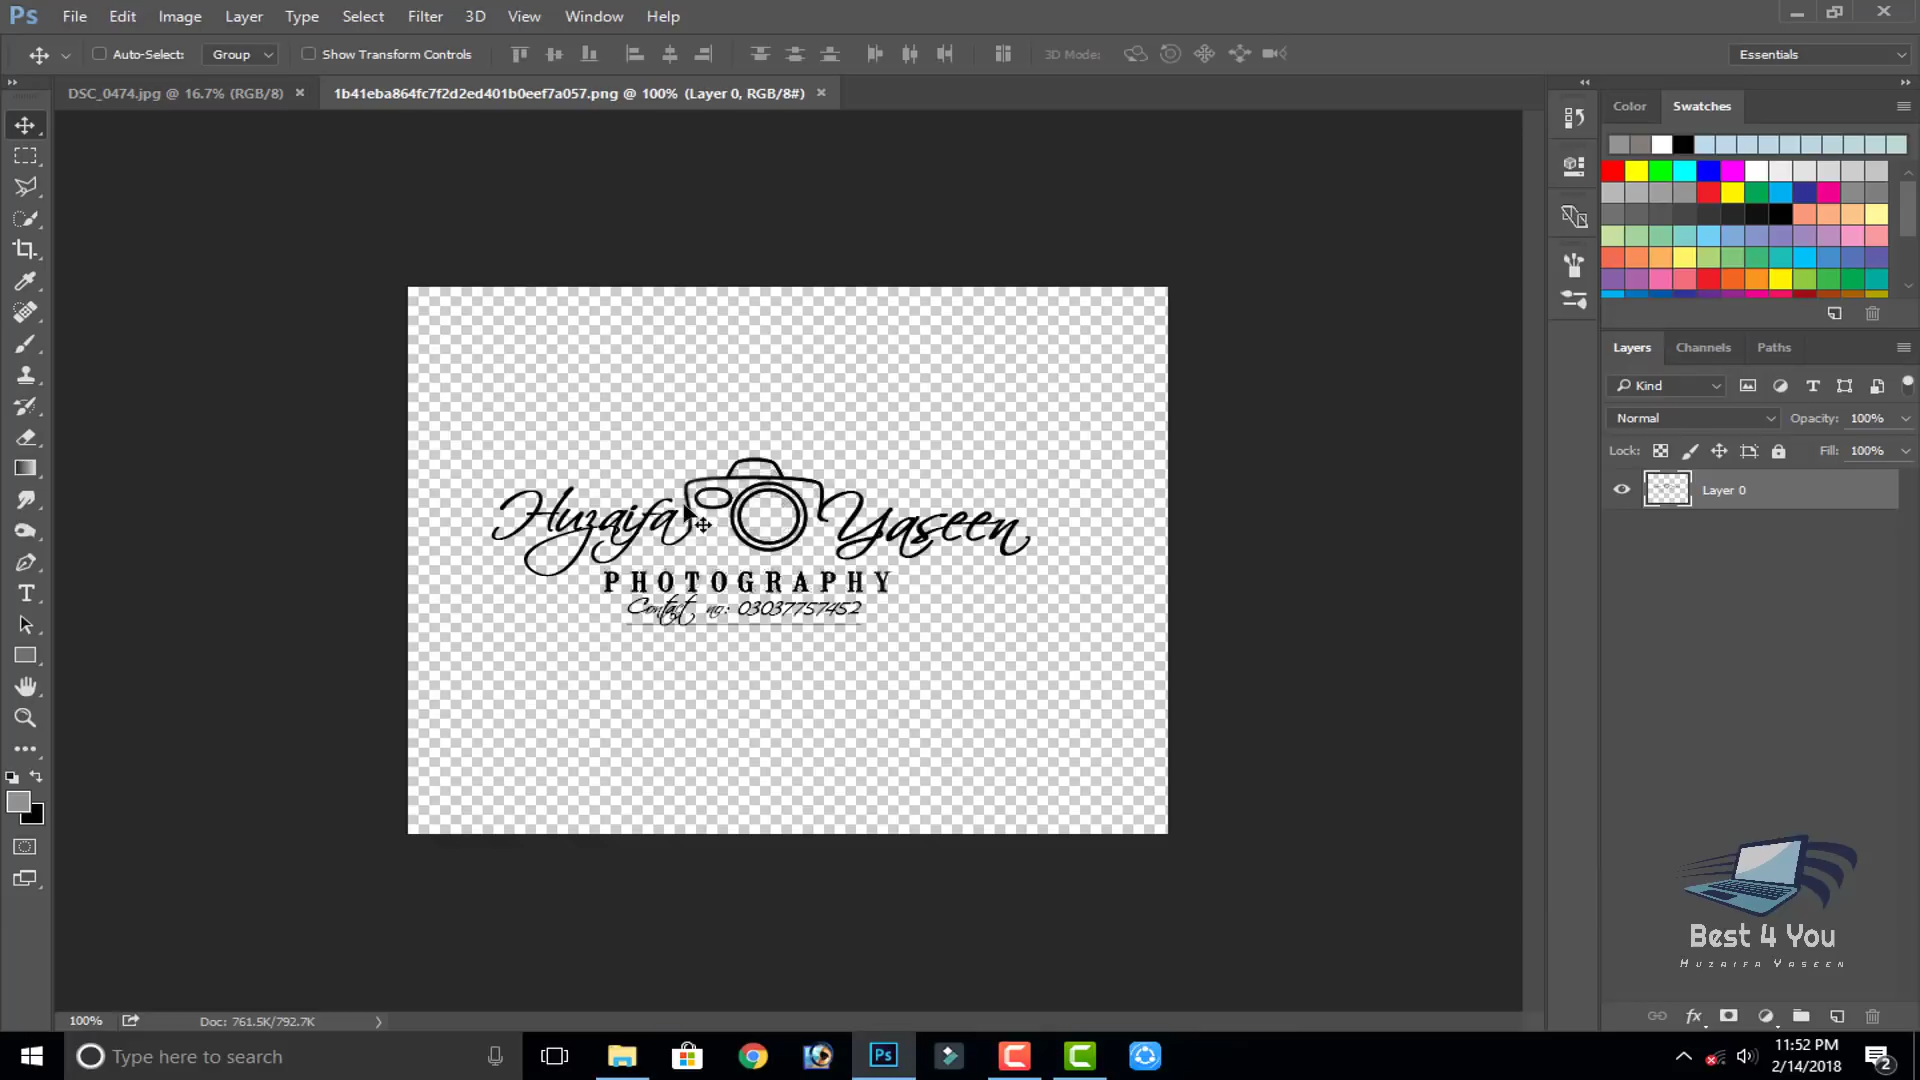 Ps File Edit Image Layer Type Select Filter 3D View Window Help
Auto-Select: Group Show Transform Controls 3D Mode: Essentials
DSC_0474.jpg @ 16.7% (RGB/8) × 1b41eba864fc7f2d2ed401b0eef7a057.png @ 100% (Layer 0, RGB/8#) ×
Color Swatches
Layers Channels Paths
Kind
Normal Opacity: 100%
Lock: Fill: 100%
Layer 0
Huzaifa Yaseen
PHOTOGRAPHY
Contact no: 03037757452
Best 4 You
Huzaifa Yaseen
100% Doc: 761.5K/792.7K
fx
Type here to search
Ps
11:52 PM
2/14/2018
2